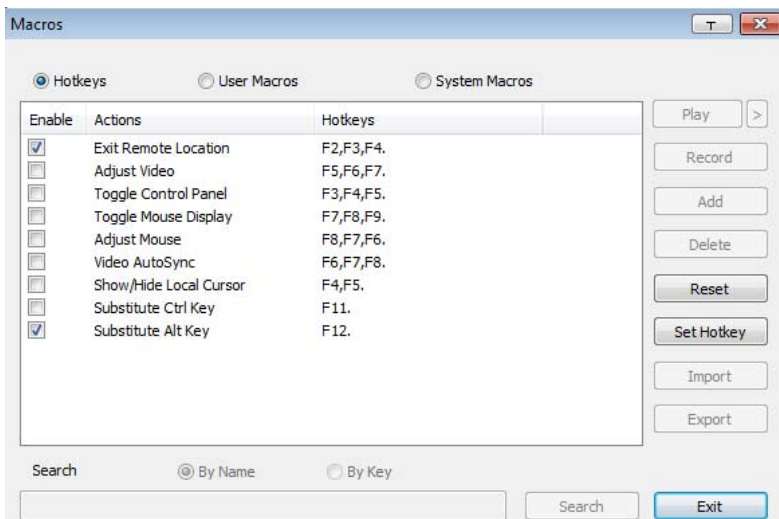 Macros
T
Hotkeys User Macros System Macros
Enable Actions Hotkeys
Exit Remote Location F2,F3,F4.
Adjust Video F5,F6,F7.
Toggle Control Panel F3,F4,F5.
Toggle Mouse Display F7,F8,F9.
Adjust Mouse F8,F7,F6.
Video AutoSync F6,F7,F8.
Show/Hide Local Cursor F4,F5.
Substitute Ctrl Key F11.
Substitute Alt Key F12.
Play >
Record
Add
Delete
Reset
Set Hotkey
Import
Export
Search By Name By Key
Search Exit